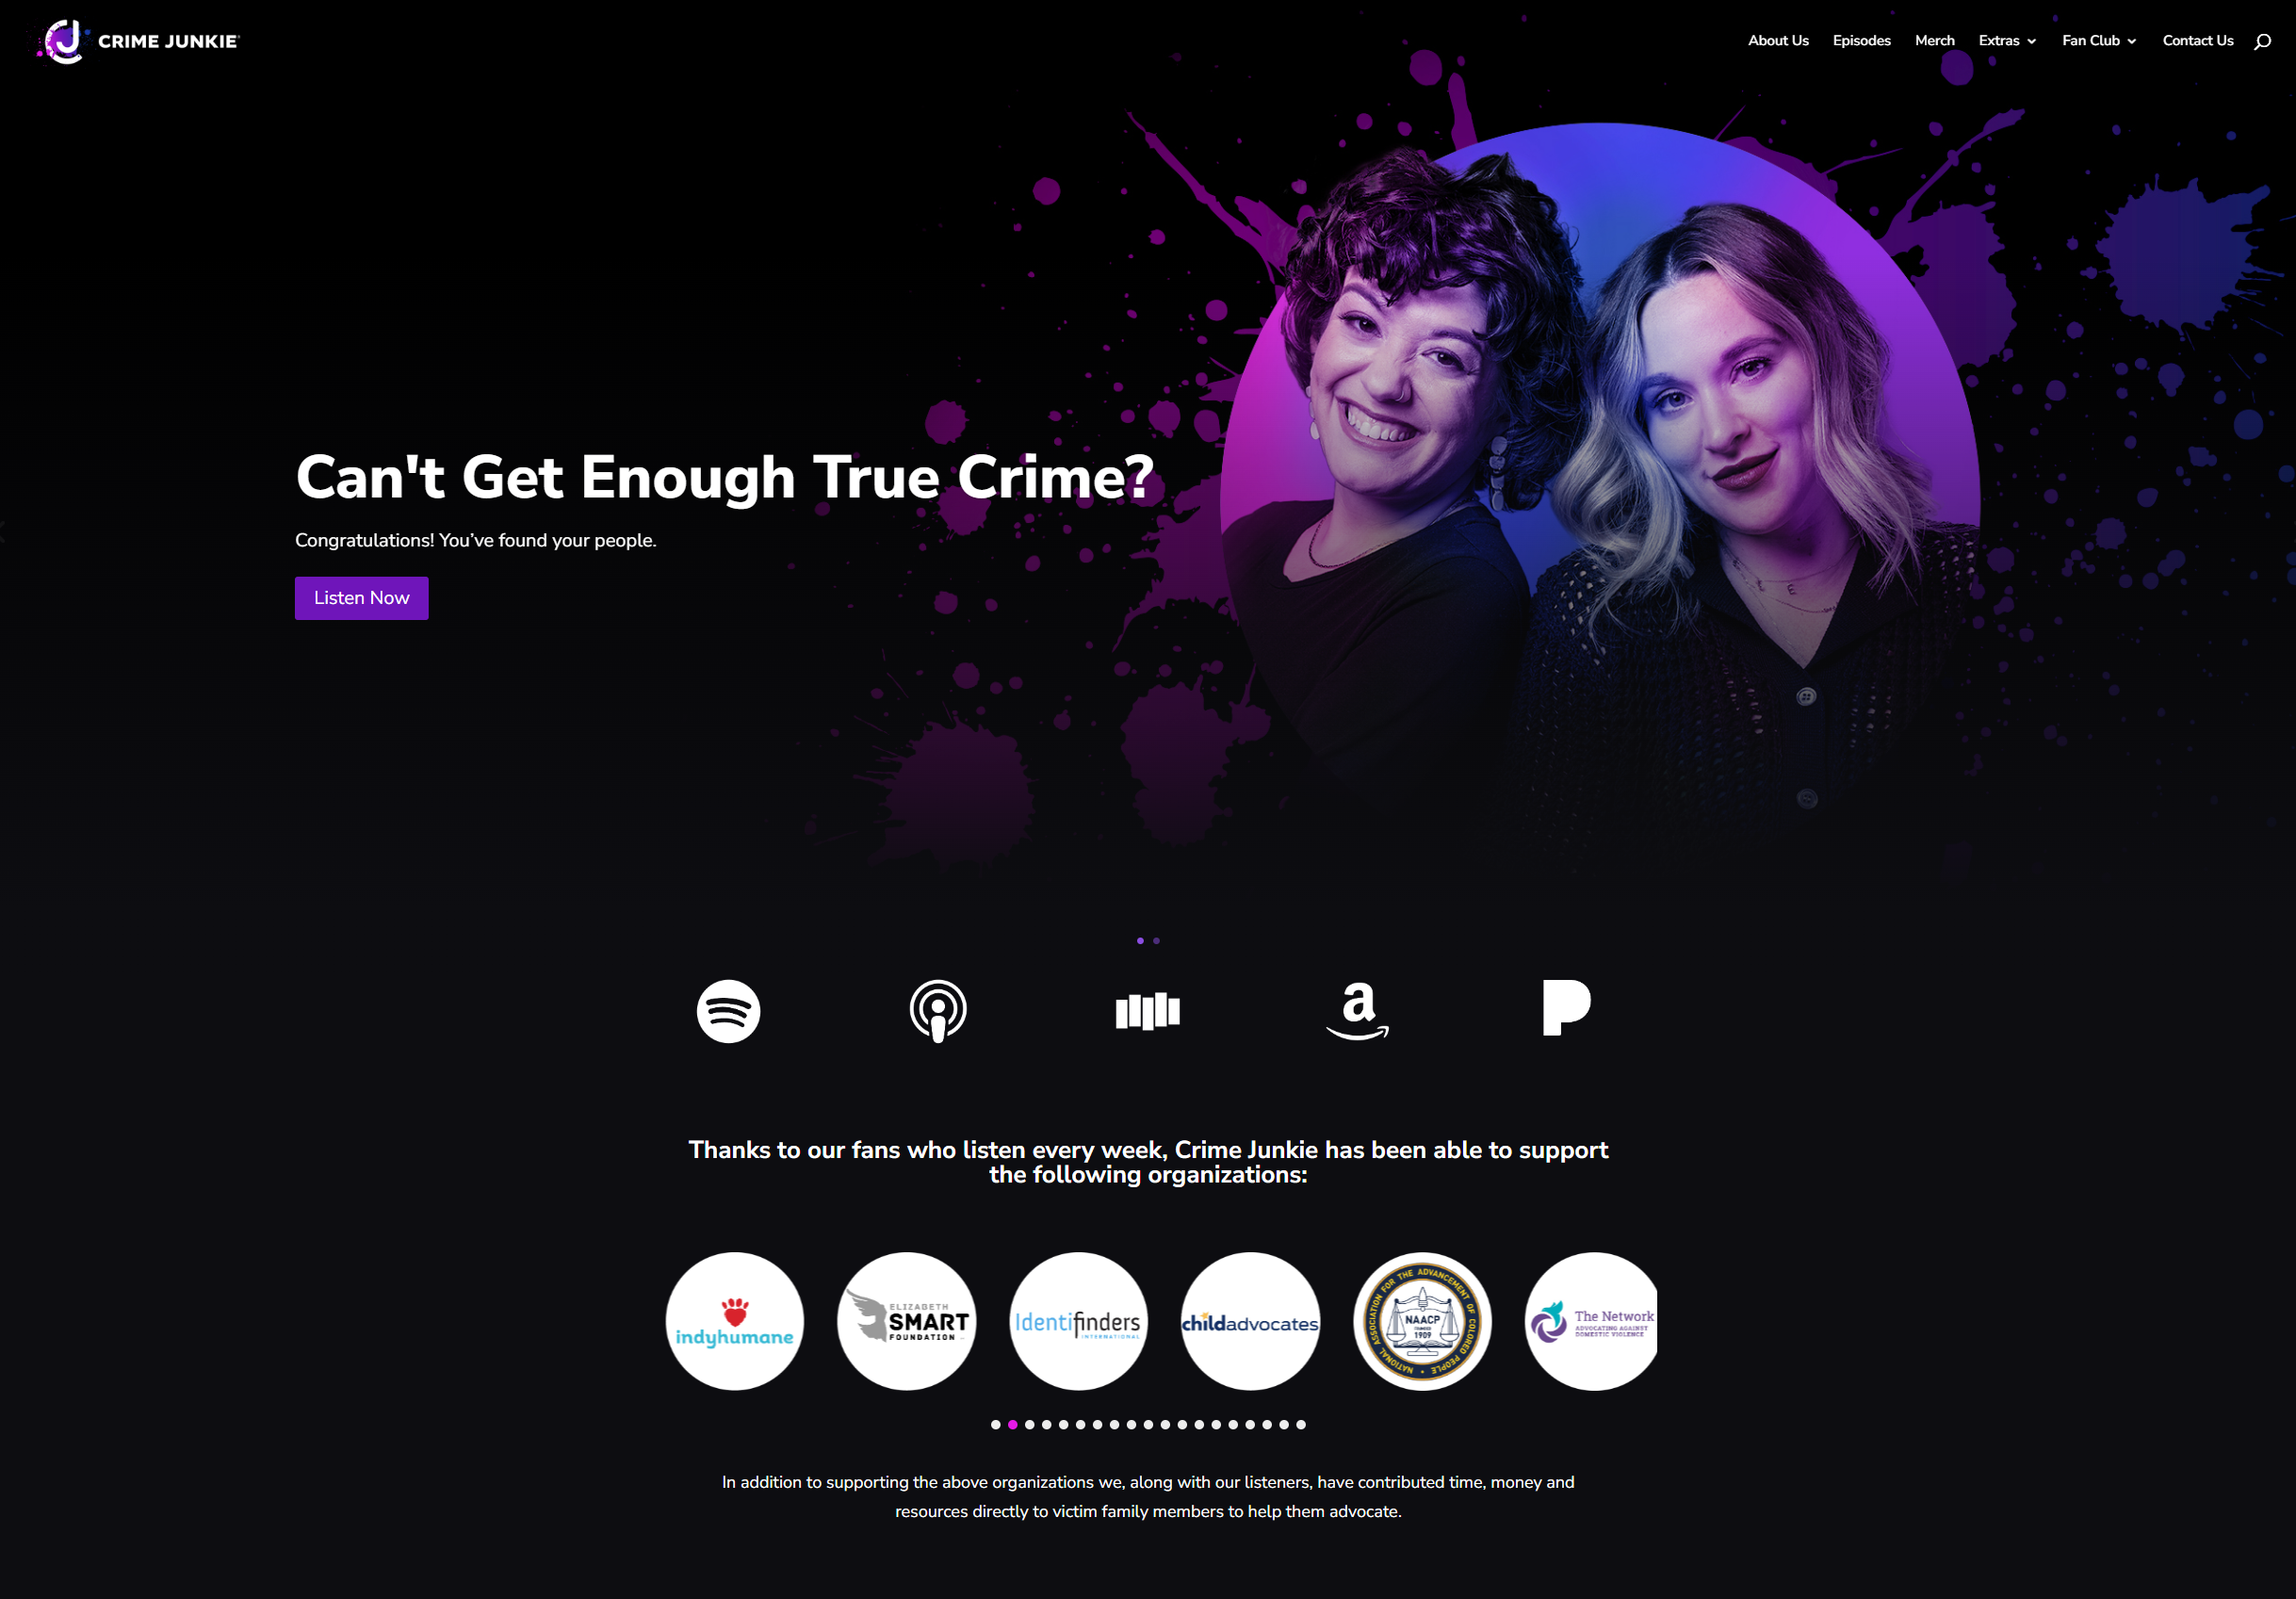 CRIME JUNKIE
About Us
Episodes
Merch
Extras
Fan Club
Contact Us
Can't Get Enough True Crime?
Congratulations! You’ve found your people.
Listen Now
Thanks to our fans who listen every week, Crime Junkie has been able to support
the following organizations:
indyhumane
ELIZABETH
SMART
FOUNDATION
Identifinders
INTERNATIONAL
childadvocates
NATIONAL ASSOCIATION FOR THE ADVANCEMENT OF COLORED PEOPLE
NAACP
FOUNDED
1909
The Network
ADVOCATING AGAINST
DOMESTIC VIOLENCE
In addition to supporting the above organizations we, along with our listeners, have contributed time, money and
resources directly to victim family members to help them advocate.